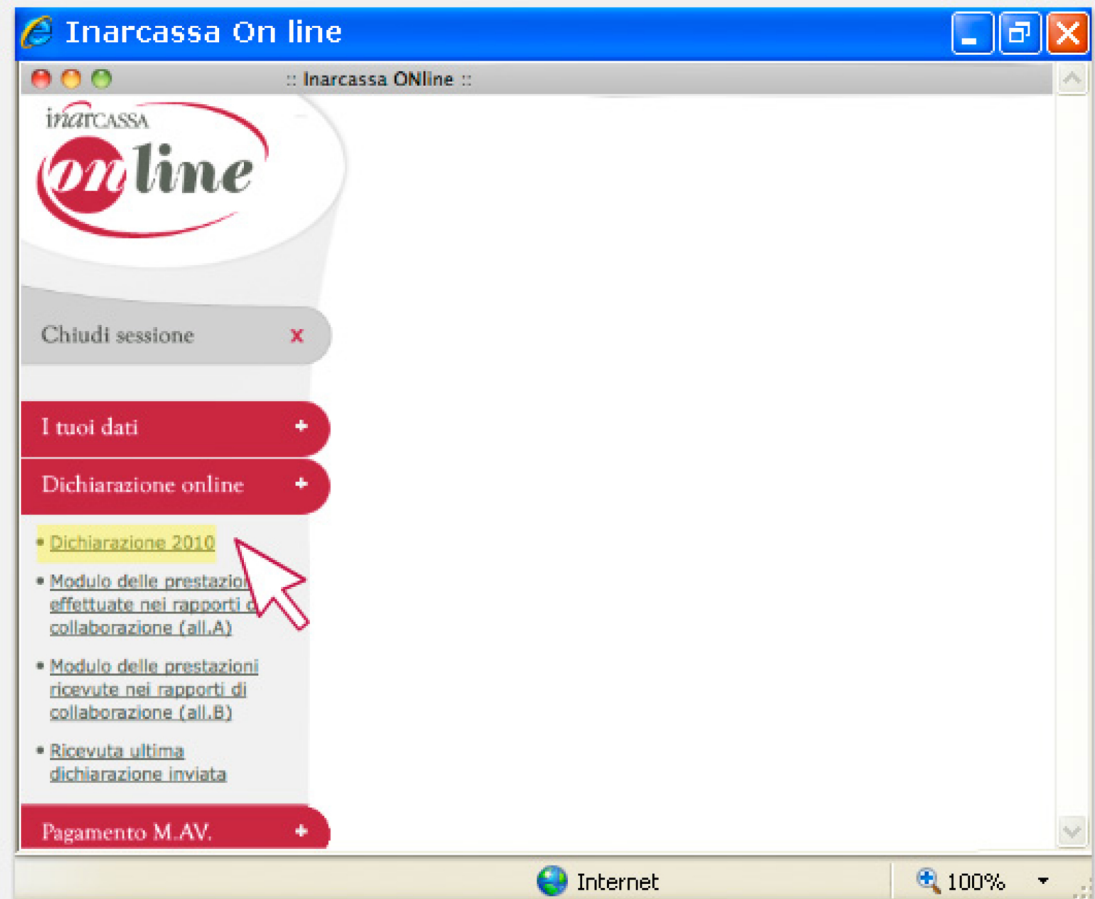 Inarcassa On line
:: Inarcassa ONline ::
inarCASSA
on line
Chiudi sessione x
I tuoi dati +
Dichiarazione online +
• Dichiarazione 2010
• Modulo delle prestazioni
effettuate nei rapporti
collaborazione (all.A)
• Modulo delle prestazioni
ricevute nei rapporti di
collaborazione (all.B)
• Ricevuta ultima
dichiarazione inviata
Pagamento M.AV. +
Internet
100%